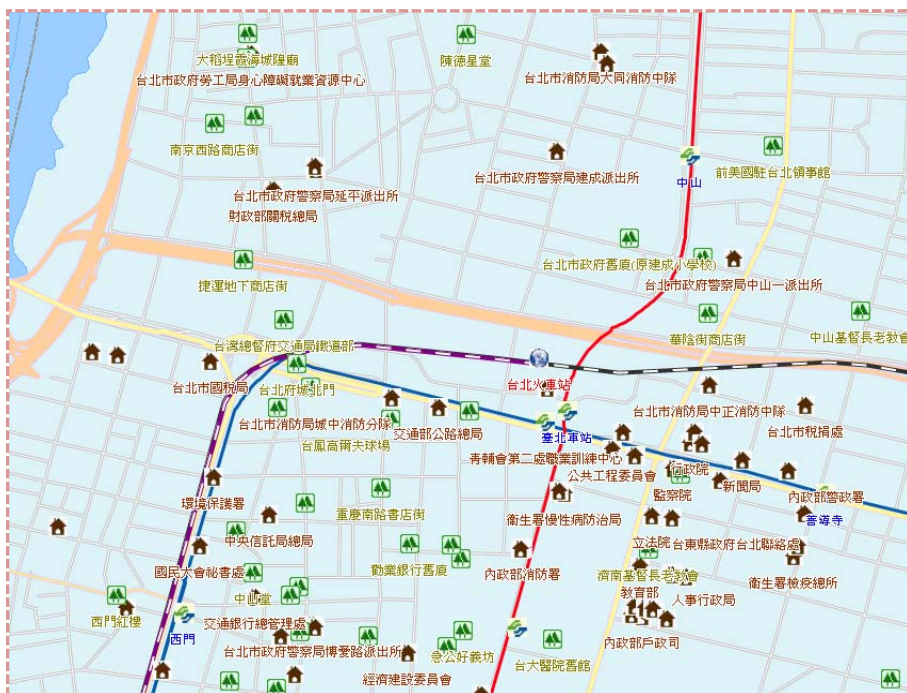 大稻埕霞海城隍廟
陳德星堂
台北市政府勞工局身心障礙就業資源中心
台北市消防局大同消防中隊
南京西路商店街
前美國駐台北領事館
台北市政府警察局建成派出所
中山
台北市政府警察局延平派出所
財政部關稅總局
台北市政府舊廈(原建成小學校)
台北市政府警察局中山一派出所
捷運地下商店街
華陰街商店街
中山基督長老教會
台灣總督府交通局鐵道部
台北市國稅局
台北府城北門
台北火車站
台北市消防局城中消防分隊
台北市消防局中正消防中隊
交通部公路總局
臺北車站
台北市稅捐處
台鳳高爾夫球場
青輔會第二處職業訓練中心
公共工程委員會
行政院
新聞局
監察院
內政部警政署
環境保護署
重慶南路書店街
衛生署慢性病防治局
善導寺
中央信託局總局
立法院
台東縣政府台北聯絡處
國民大會祕書處
勸業銀行舊廈
內政部消防署
濟南基督長老教會
衛生署檢疫總所
教育部
人事行政局
中山堂
西門紅樓
交通銀行總管理處
西門
台北市政府警察局博愛路派出所
急公好義坊
台大醫院舊館
內政部戶政司
經濟建設委員會